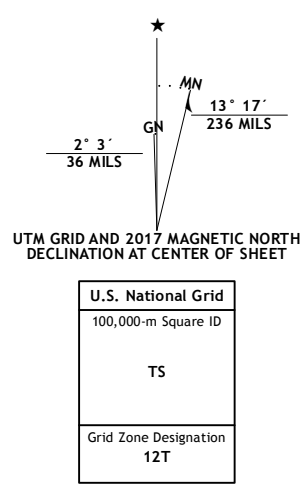 ★
MN
13° 17´
236 MILS
GN
2° 3´
36 MILS
UTM GRID AND 2017 MAGNETIC NORTH
DECLINATION AT CENTER OF SHEET
U.S. National Grid
100,000-m Square ID
TS
Grid Zone Designation
12T